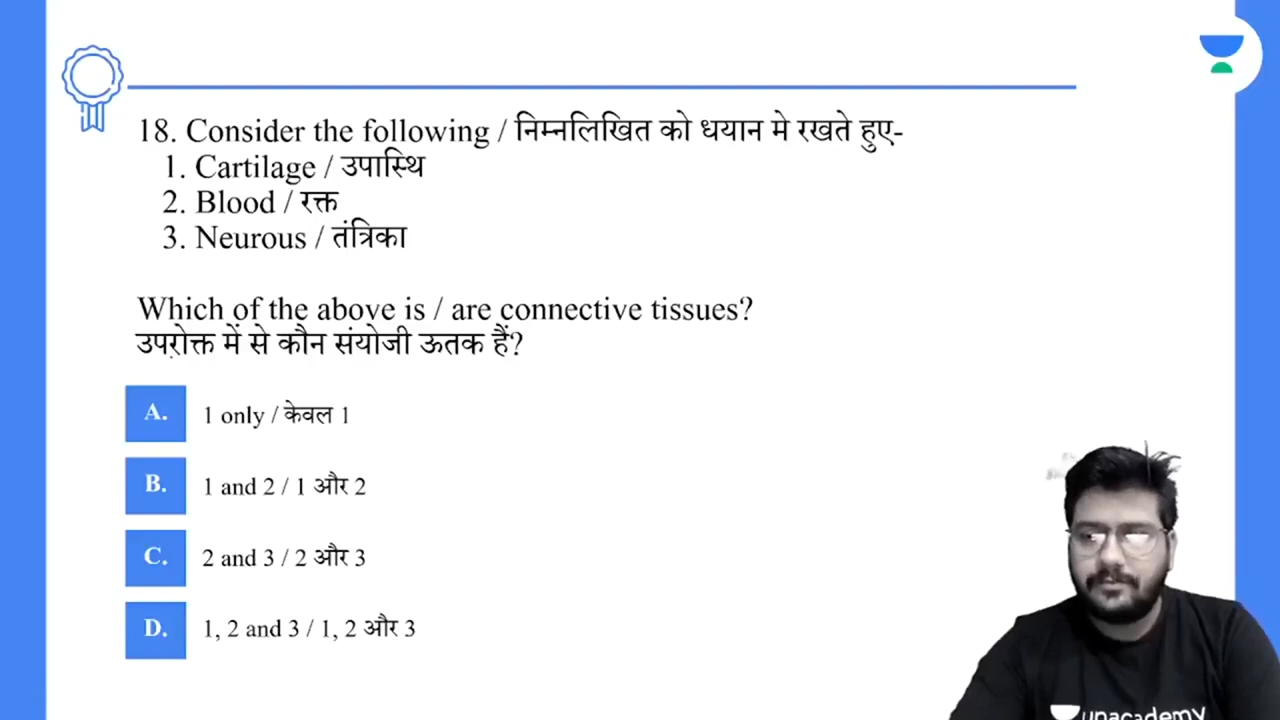 18. Consider the following / निम्नलिखित को धयान मे रखते हुए-
1. Cartilage / उपास्थि
2. Blood / रक्त
3. Neurous / तंत्रिका
Which of the above is / are connective tissues?
उपरोक्त में से कौन संयोजी ऊतक हैं?
A. 1 only / केवल 1
B. 1 and 2 / 1 और 2
C. 2 and 3 / 2 और 3
D. 1, 2 and 3 / 1, 2 और 3
unacademy